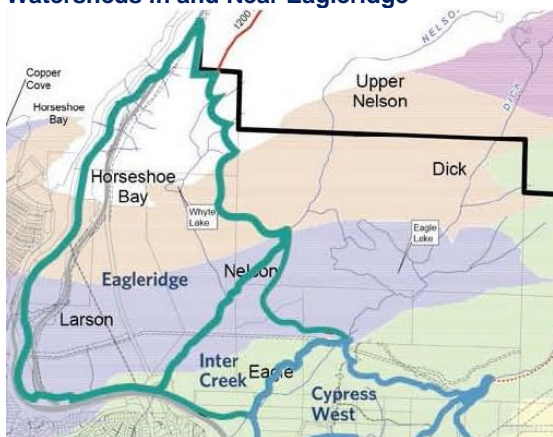 Watersheds in and Near Eagleridge
1200
NELSO
Copper
Cove
Horseshoe
Bay
Upper
Nelson
DICK
Dick
Horseshoe
Bay
Whyte
Lake
Eagle
Lake
Nelson
Eagleridge
Larson
Inter
Creek
Eagle
Cypress
West